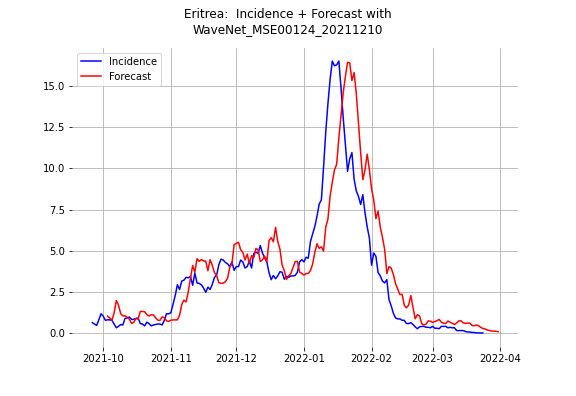 Eritrea:  Incidence + Forecast with
WaveNet_MSE00124_20211210
Incidence
Forecast
15.0
12.5
10.0
7.5
5.0
2.5
0.0
2021-10 2021-11 2021-12 2022-01 2022-02 2022-03 2022-04